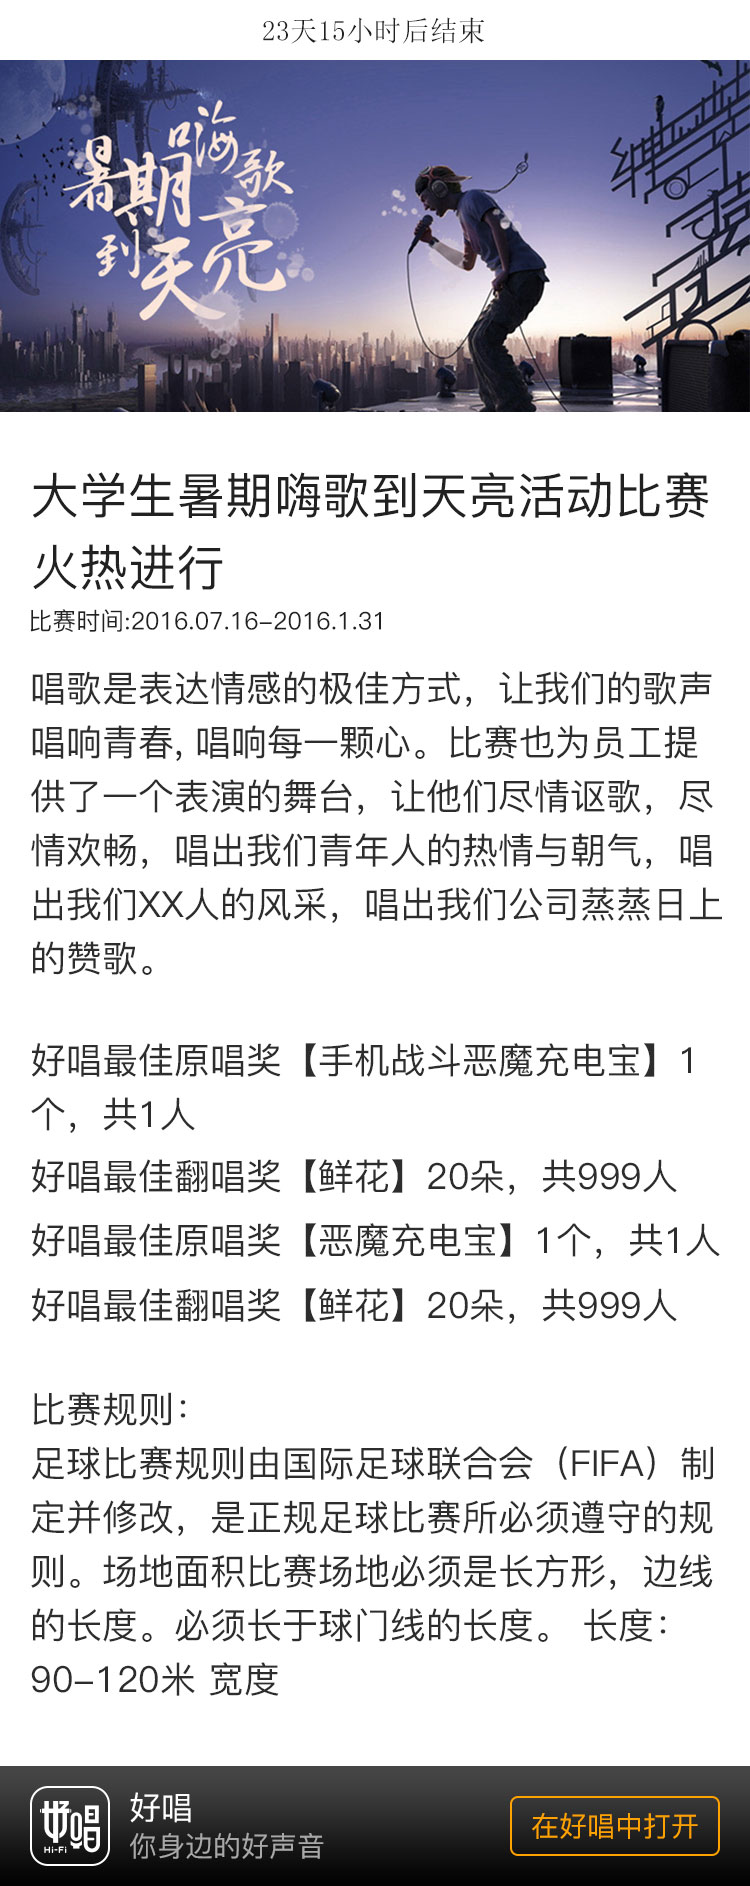 23天15小时后结束
暑期嗨歌
到天亮
大学生暑期嗨歌到天亮活动比赛
火热进行
比赛时间:2016.07.16-2016.1.31
唱歌是表达情感的极佳方式，让我们的歌声
唱响青春, 唱响每一颗心。比赛也为员工提
供了一个表演的舞台，让他们尽情讴歌，尽
情欢畅，唱出我们青年人的热情与朝气，唱
出我们XX人的风采，唱出我们公司蒸蒸日上
的赞歌。
好唱最佳原唱奖【手机战斗恶魔充电宝】1
个，共1人
好唱最佳翻唱奖【鲜花】20朵，共999人
好唱最佳原唱奖【恶魔充电宝】1个，共1人
好唱最佳翻唱奖【鲜花】20朵，共999人
比赛规则：
足球比赛规则由国际足球联合会（FIFA）制
定并修改，是正规足球比赛所必须遵守的规
则。场地面积比赛场地必须是长方形，边线
的长度。必须长于球门线的长度。 长度：
90-120米 宽度
好唱
Hi-Fi
好唱
你身边的好声音
在好唱中打开